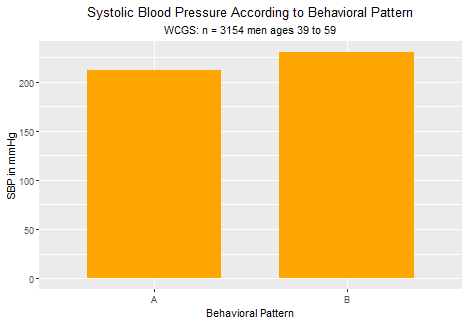 Systolic Blood Pressure According to Behavioral Pattern
WCGS: n = 3154 men ages 39 to 59
SBP in mmHg
200
150
100
50
0
A B
Behavioral Pattern